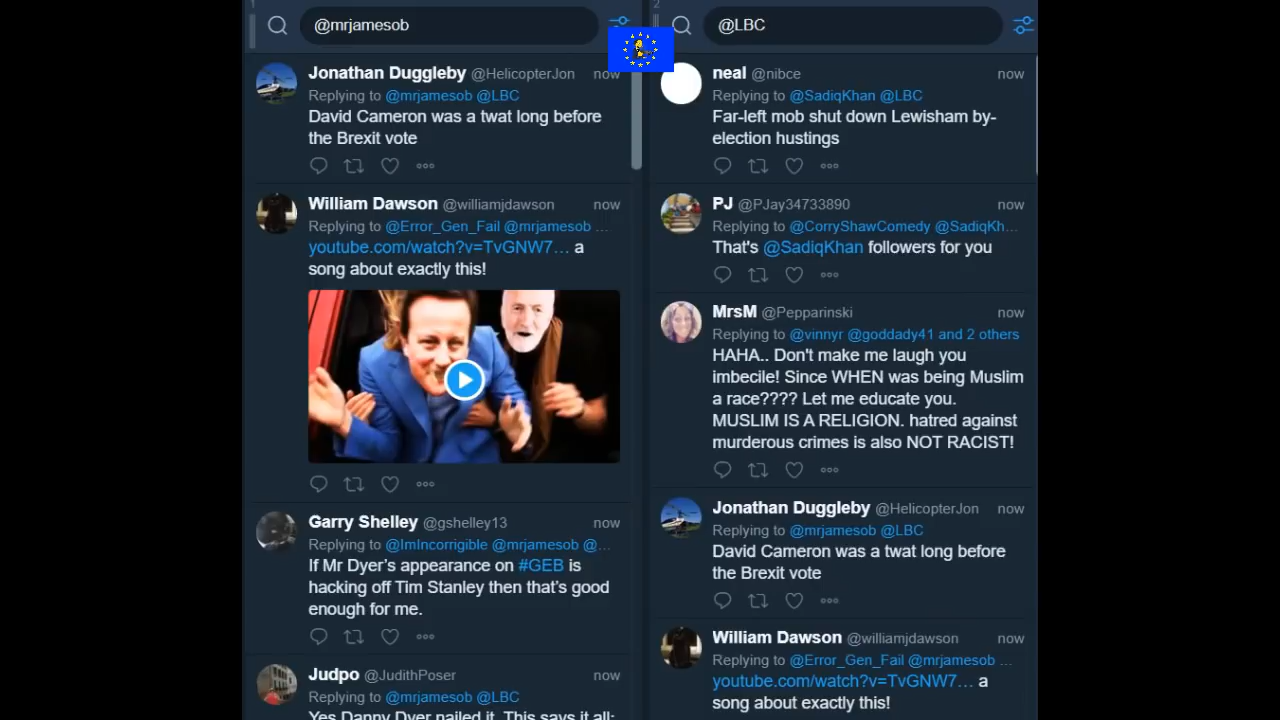 1
@mrjamesob
Jonathan Duggleby @HelicopterJon now
Replying to @mrjamesob @LBC
David Cameron was a twat long before
the Brexit vote
William Dawson @williamjdawson now
Replying to @Error_Gen_Fail @mrjamesob ...
youtube.com/watch?v=TvGNW7... a
song about exactly this!
Garry Shelley @gshelley13 now
Replying to @ImIncorrigible @mrjamesob @...
If Mr Dyer's appearance on #GEB is
hacking off Tim Stanley then that's good
enough for me.
Judpo @JudithPoser now
Replying to @mrjamesob @LBC
Yes Danny Dyer nailed it. This says it all:
2
@LBC
neal @nibce now
Replying to @SadiqKhan @LBC
Far-left mob shut down Lewisham by-
election hustings
PJ @PJay34733890 now
Replying to @CorryShawComedy @SadiqKh...
That's @SadiqKhan followers for you
MrsM @Pepparinski now
Replying to @vinnyr @goddady41 and 2 others
HAHA.. Don't make me laugh you
imbecile! Since WHEN was being Muslim
a race???? Let me educate you.
MUSLIM IS A RELIGION. hatred against
murderous crimes is also NOT RACIST!
Jonathan Duggleby @HelicopterJon now
Replying to @mrjamesob @LBC
David Cameron was a twat long before
the Brexit vote
William Dawson @williamjdawson now
Replying to @Error_Gen_Fail @mrjamesob ...
youtube.com/watch?v=TvGNW7... a
song about exactly this!